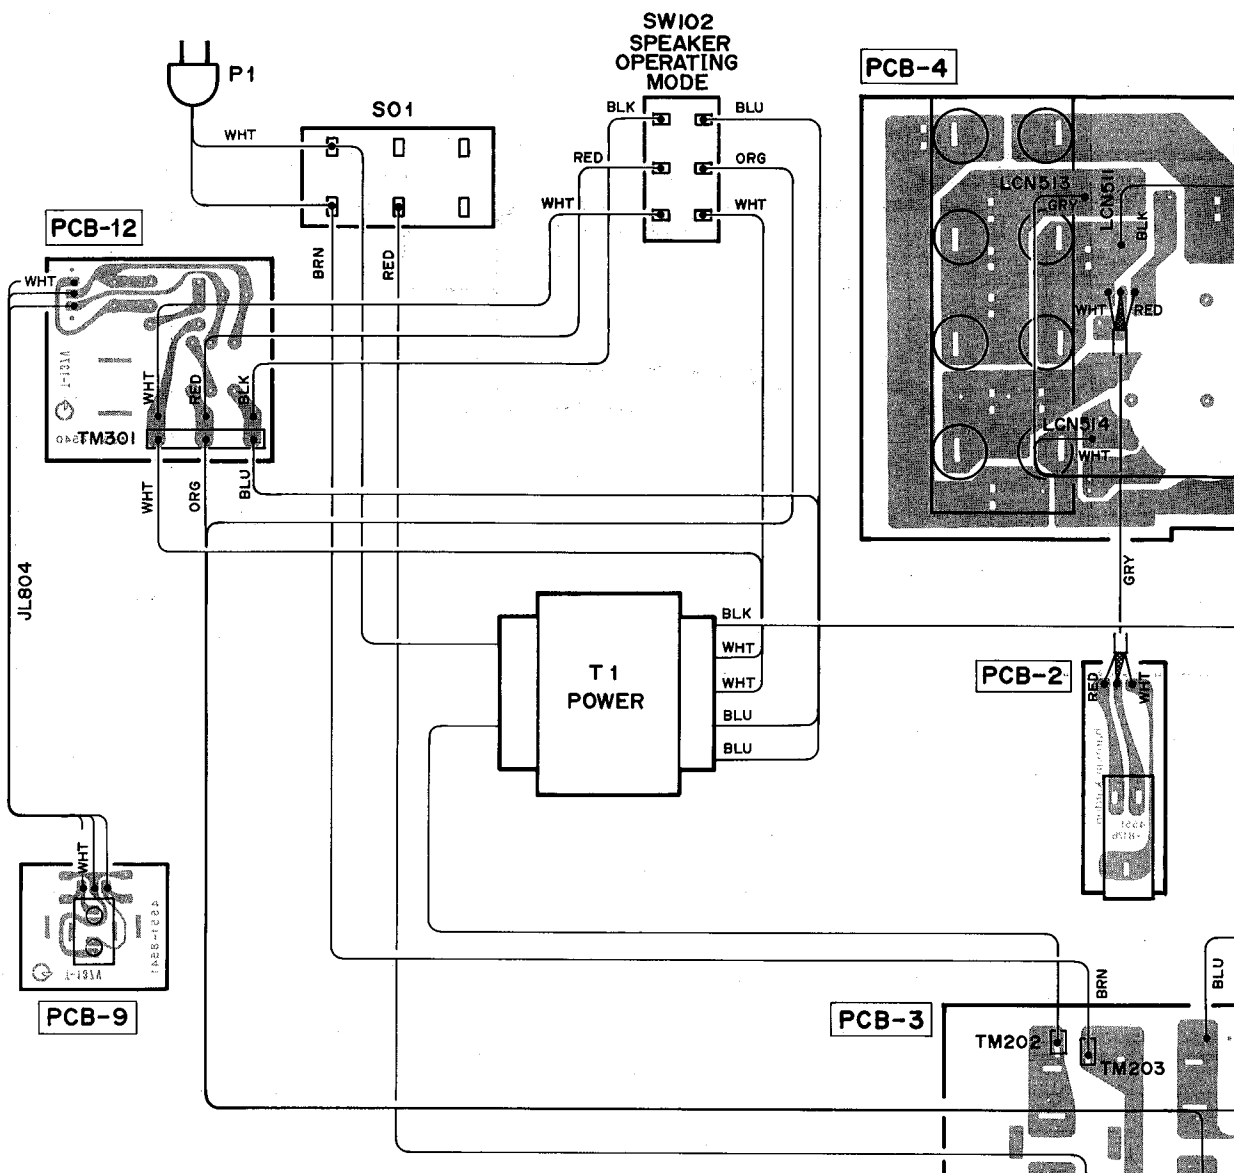 SW102
SPEAKER
OPERATING
MODE
P1
PCB-4
S01
WHT
BLK
BLU
RED
ORG
WHT
WHT
LCN513
GRY
LCN511
BLK
PCB-12
BRN
RED
WHT
WHT
RED
WHT
RED
BLK
TM301
LCN514
WHT
WHT
ORG
BLU
GRY
JL804
BLK
WHT
WHT
BLU
BLU
T1
POWER
PCB-2
RED
WHT
WHT
4551-8541
V1CU-T
PCB-9
PCB-3
BRN
BLU
TM202
TM203